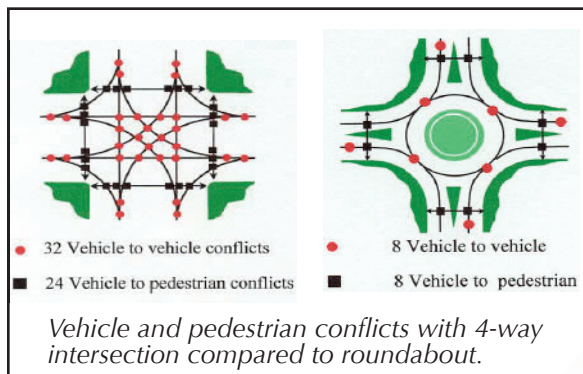 32 Vehicle to vehicle conflicts
24 Vehicle to pedestrian conflicts
8 Vehicle to vehicle
8 Vehicle to pedestrian
Vehicle and pedestrian conflicts with 4-way
intersection compared to roundabout.